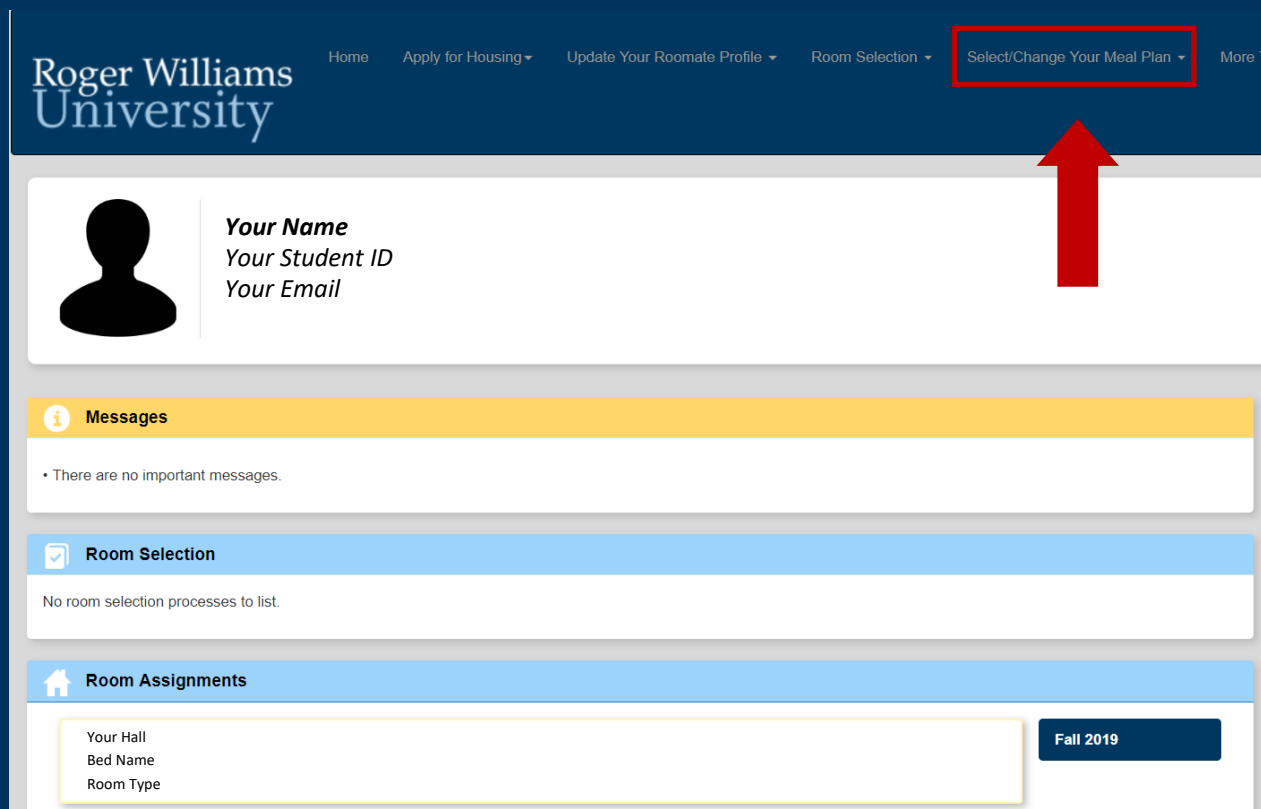 Roger Williams
University
Home Apply for Housing Update Your Roomate Profile Room Selection Select/Change Your Meal Plan More
Your Name
Your Student ID
Your Email
i Messages
• There are no important messages.
Room Selection
No room selection processes to list.
Room Assignments
Your Hall
Bed Name
Room Type
Fall 2019